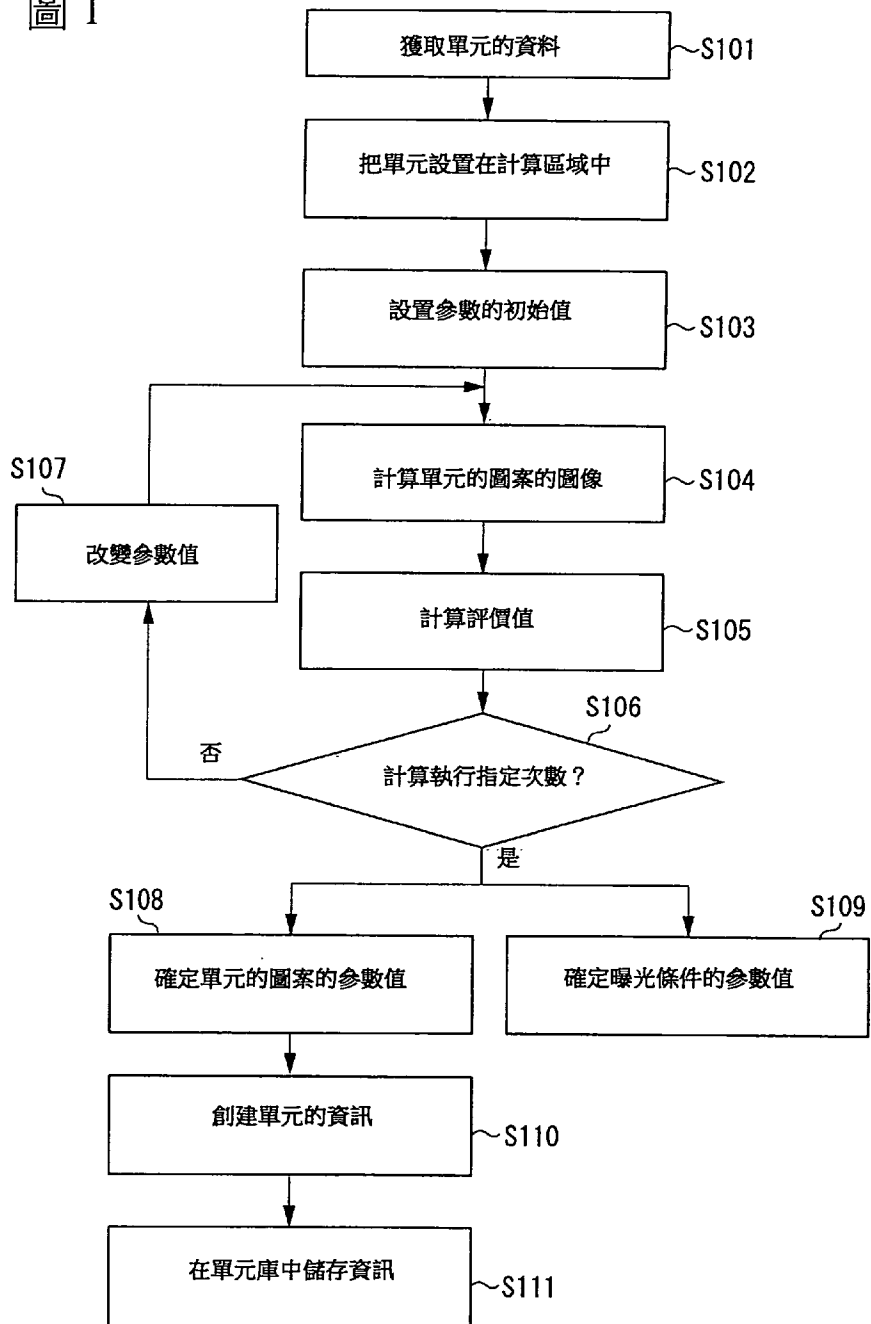 圖 1
獲取單元的資料
S101
把單元設置在計算區域中
S102
設置參數的初始值
S103
計算單元的圖案的圖像
S104
S107
改變參數值
計算評價值
S105
S106
計算執行指定次數？
否
是
S108
確定單元的圖案的參數值
S109
確定曝光條件的參數值
創建單元的資訊
S110
在單元庫中儲存資訊
S111